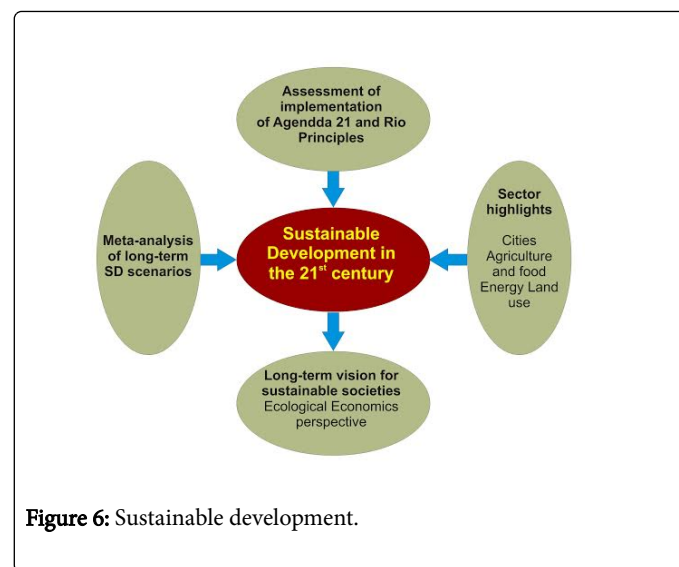 Assessment of
implementation
of Agendda 21 and Rio
Principles
Meta-analysis
of long-term
SD scenarios
Sustainable
Development in
the 21st century
Sector
highlights
Cities
Agriculture
and food
Energy Land
use
Long-term vision for
sustainable societies
Ecological Economics
perspective
Figure 6: Sustainable development.